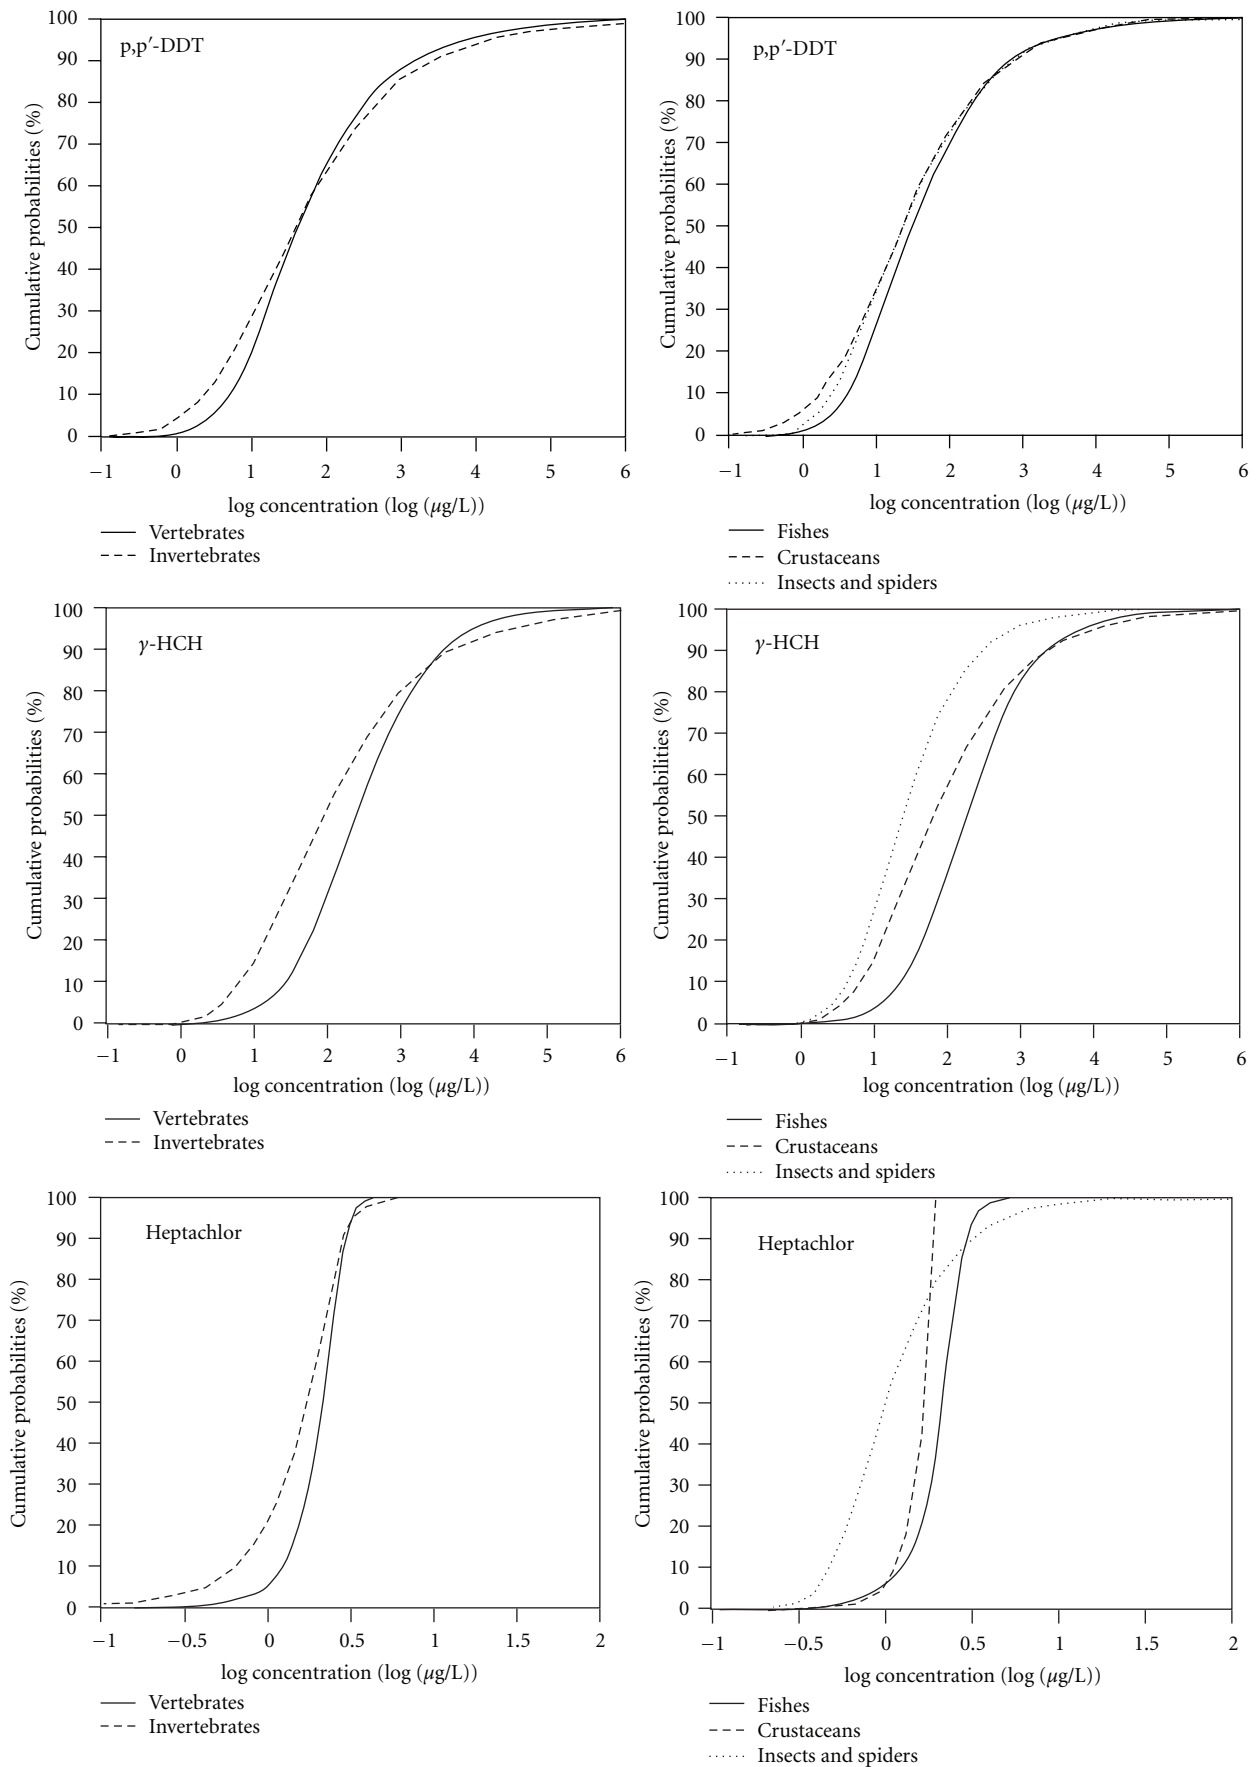 p,p′-DDT
Cumulative probabilities (%)
100
90
80
70
60
50
40
30
20
10
0
−1 0 1 2 3 4 5 6
log concentration (log (μg/L))
Vertebrates
Invertebrates
p,p′-DDT
Cumulative probabilities (%)
100
90
80
70
60
50
40
30
20
10
0
−1 0 1 2 3 4 5 6
log concentration (log (μg/L))
Fishes
Crustaceans
Insects and spiders
γ-HCH
Cumulative probabilities (%)
100
90
80
70
60
50
40
30
20
10
0
−1 0 1 2 3 4 5 6
log concentration (log (μg/L))
Vertebrates
Invertebrates
γ-HCH
Cumulative probabilities (%)
100
90
80
70
60
50
40
30
20
10
0
−1 0 1 2 3 4 5 6
log concentration (log (μg/L))
Fishes
Crustaceans
Insects and spiders
Heptachlor
Cumulative probabilities (%)
100
90
80
70
60
50
40
30
20
10
0
−1 −0.5 0 0.5 1 1.5 2
log concentration (log (μg/L))
Vertebrates
Invertebrates
Heptachlor
Cumulative probabilities (%)
100
90
80
70
60
50
40
30
20
10
0
−1 −0.5 0 0.5 1 1.5 2
log concentration (log (μg/L))
Fishes
Crustaceans
Insects and spiders